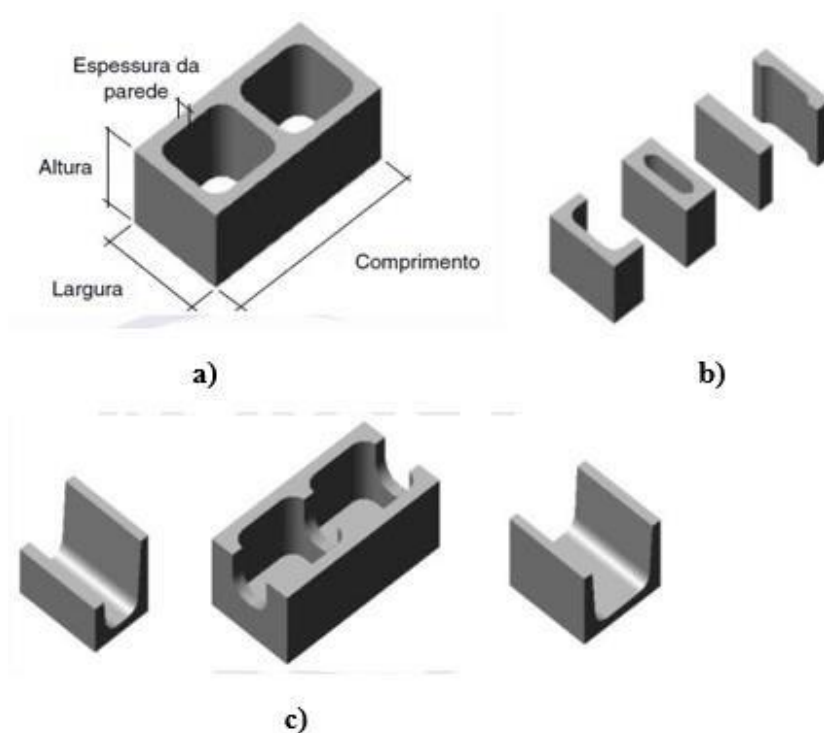 Espessura da
parede
Altura
Largura
Comprimento
a)
b)
c)